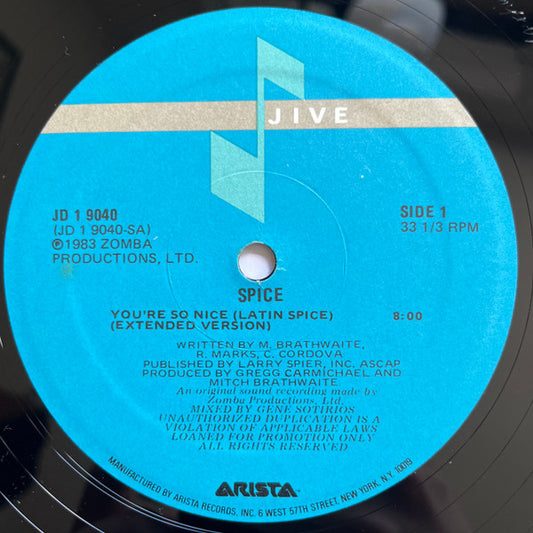 JIVE
JD 1 9040
(JD 1 9040-SA)
Ⓟ1983 ZOMBA
PRODUCTIONS, LTD.
SIDE 1
33 1/3 RPM
SPICE
YOU'RE SO NICE (LATIN SPICE) 8:00
(EXTENDED VERSION)
WRITTEN BY M. BRATHWAITE,
R. MARKS, C. CORDOVA
PUBLISHED BY LARRY SPIER, INC. ASCAP
PRODUCED BY GREGG CARMICHAEL AND
MITCH BRATHWAITE
An original sound recording made by
Zomba Productions, Ltd.
MIXED BY GENE SOTIRIOS
UNAUTHORIZED DUPLICATION IS A
VIOLATION OF APPLICABLE LAWS
LOANED FOR PROMOTION ONLY
ALL RIGHTS RESERVED
ARISTA
MANUFACTURED BY ARISTA RECORDS, INC. 6 WEST 57TH STREET, NEW YORK, N.Y. 10019